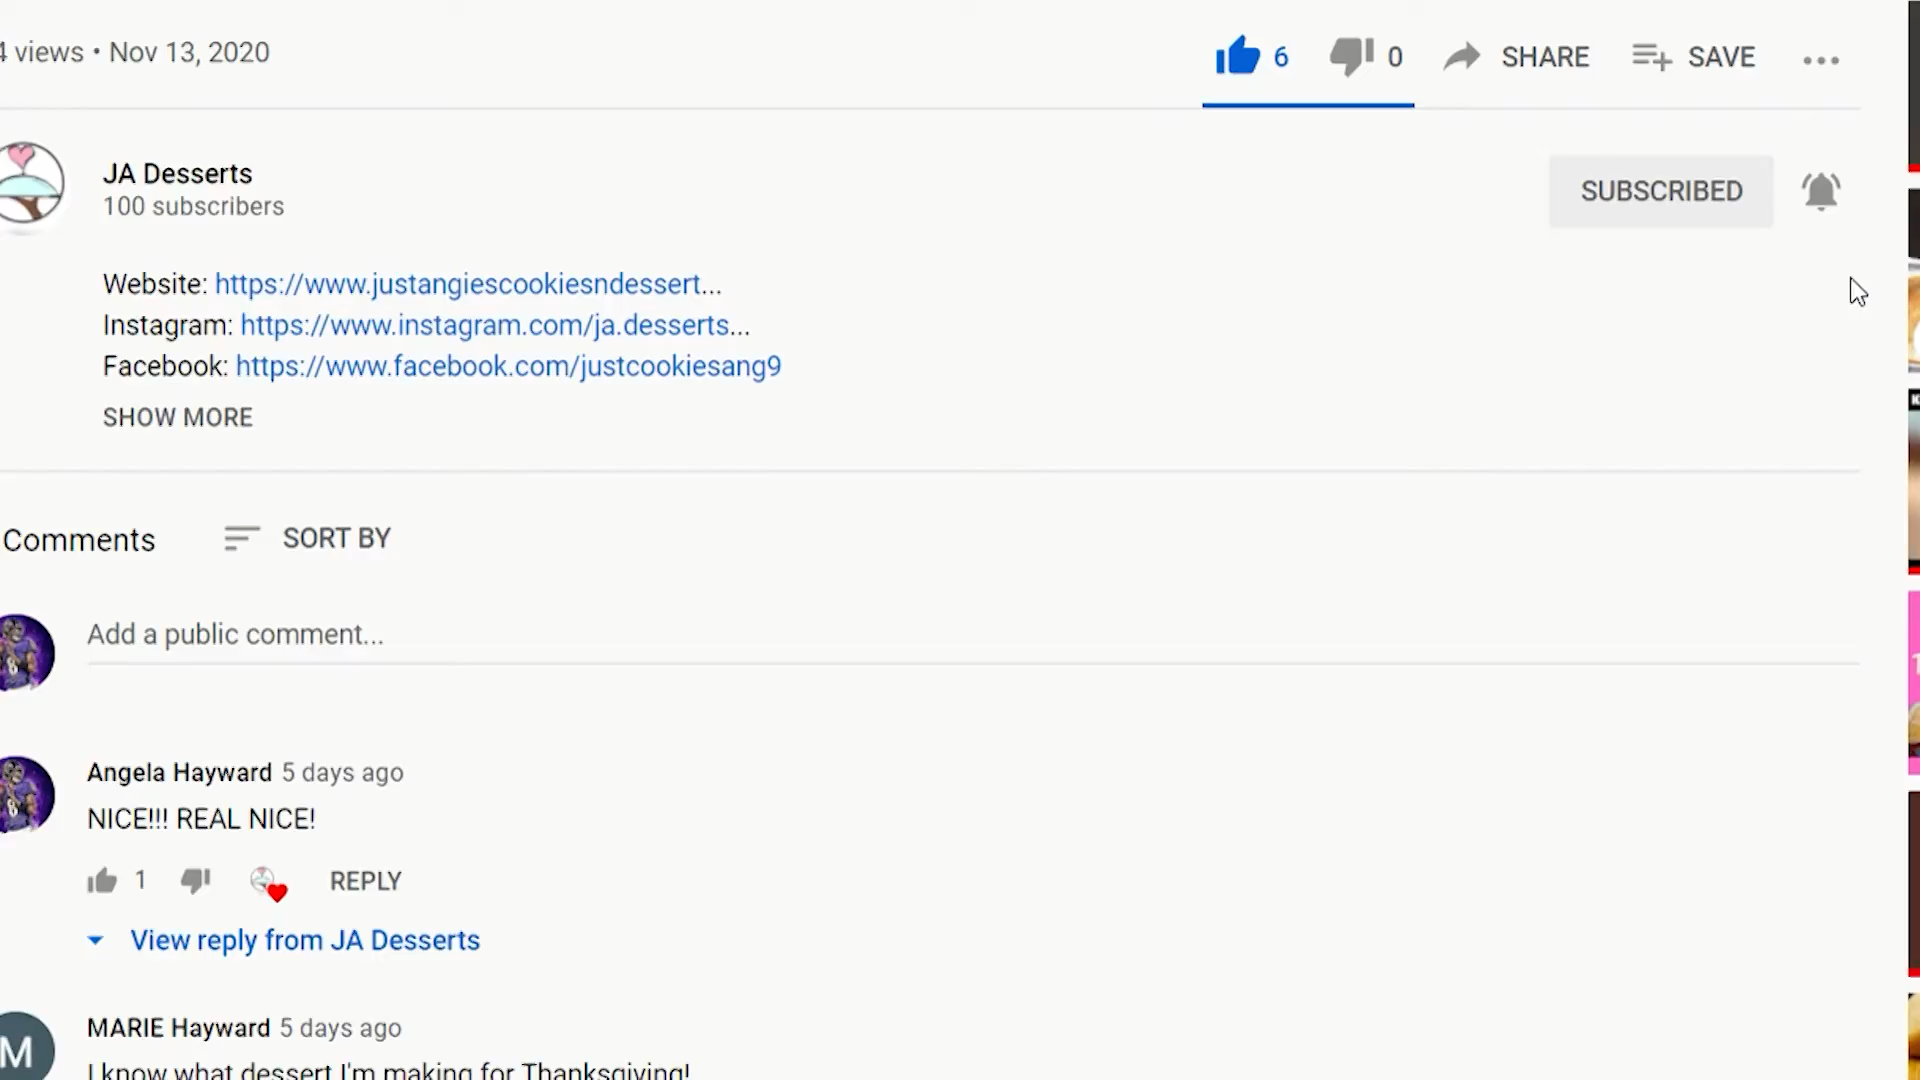 4 views • Nov 13, 2020
6
0
SHARE
SAVE
JA Desserts
100 subscribers
SUBSCRIBED
Website: https://www.justangiescookiesndessert...
Instagram: https://www.instagram.com/ja.desserts...
Facebook: https://www.facebook.com/justcookiesang9
SHOW MORE
Comments
SORT BY
Add a public comment...
Angela Hayward 5 days ago
NICE!!! REAL NICE!
1
REPLY
View reply from JA Desserts
M
MARIE Hayward 5 days ago
I know what dessert I'm making for Thanksgiving!